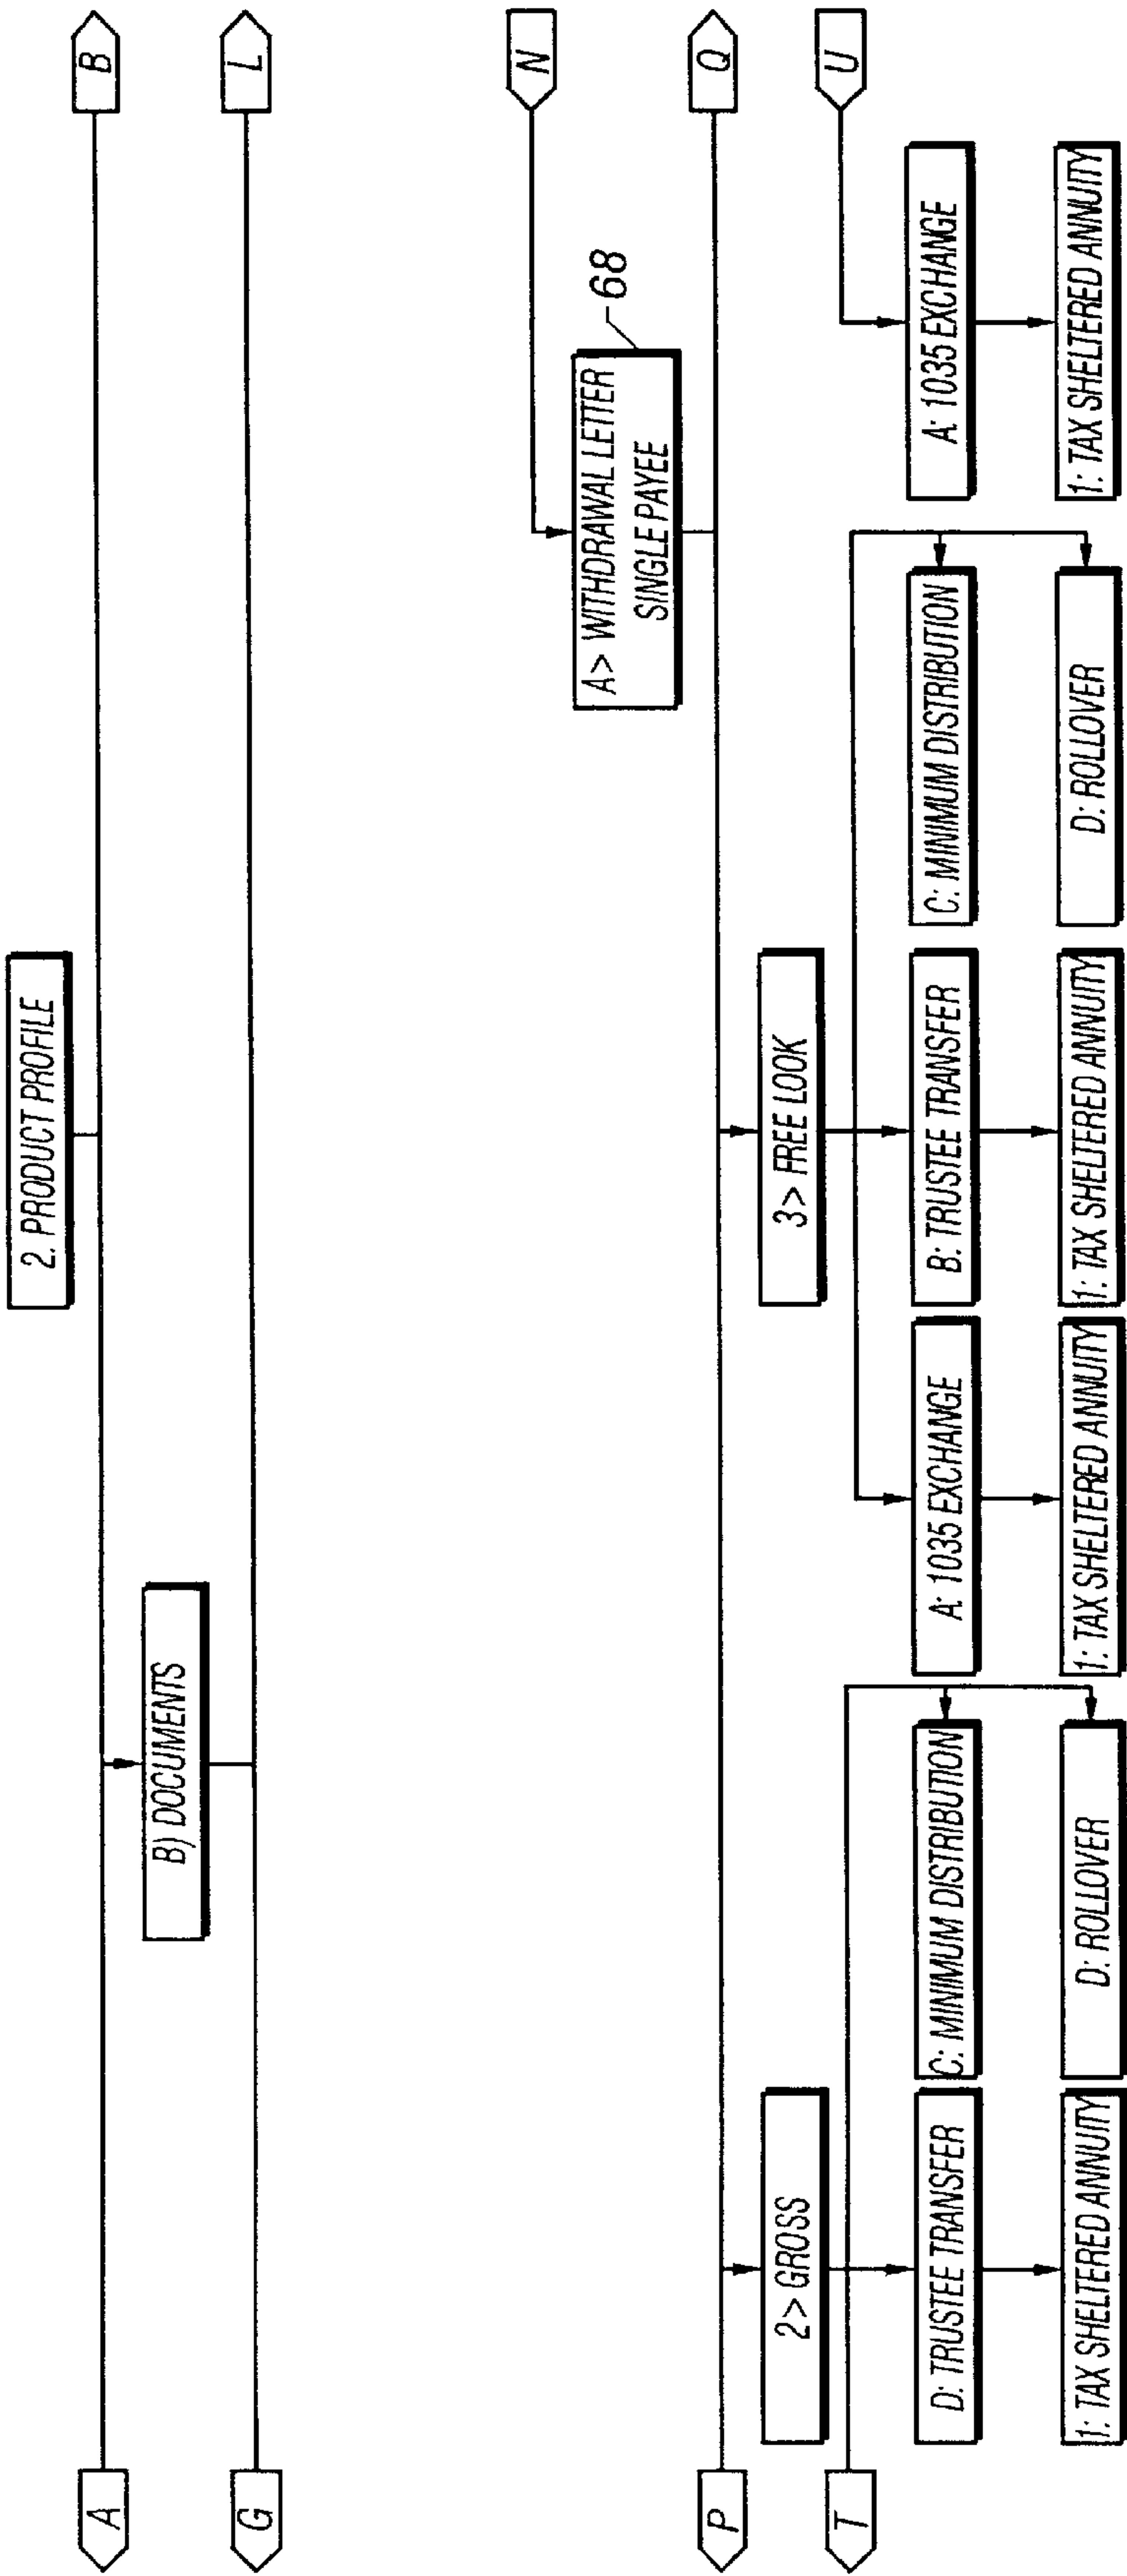 2. PRODUCT PROFILE
A
B
B) DOCUMENTS
G
L
N
A> WITHDRAWAL LETTER
SINGLE PAYEE
68
P
Q
2> GROSS
3> FREE LOOK
T
U
D: TRUSTEE TRANSFER
C: MINIMUM DISTRIBUTION
A: 1035 EXCHANGE
B: TRUSTEE TRANSFER
C: MINIMUM DISTRIBUTION
A: 1035 EXCHANGE
1: TAX SHELTERED ANNUITY
D: ROLLOVER
1: TAX SHELTERED ANNUITY
1: TAX SHELTERED ANNUITY
D: ROLLOVER
1: TAX SHELTERED ANNUITY